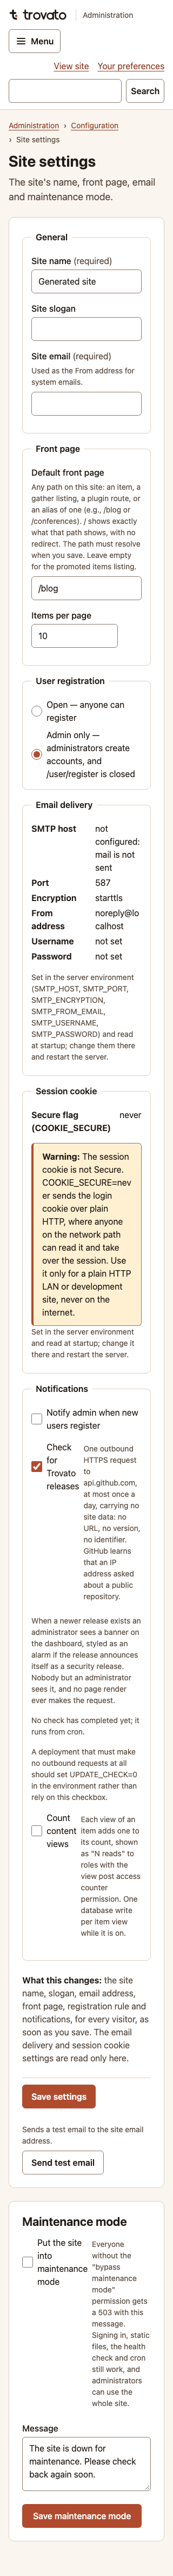 trovato
Administration
Menu
View site Your preferences
Search
Administration › Configuration
› Site settings
Site settings
The site's name, front page, email
and maintenance mode.
General
Site name (required)
Generated site
Site slogan
Site email (required)
Used as the From address for
system emails.
Front page
Default front page
Any path on this site: an item, a
gather listing, a plugin route, or
an alias of one (e.g., /blog or
/conferences). / shows exactly
what that path shows, with no
redirect. The path must resolve
when you save. Leave empty
for the promoted items listing.
/blog
Items per page
10
User registration
Open — anyone can
register
Admin only —
administrators create
accounts, and
/user/register is closed
Email delivery
SMTP host not
configured:
mail is not
sent
Port 587
Encryption starttls
From noreply@lo
address calhost
Username not set
Password not set
Set in the server environment
(SMTP_HOST, SMTP_PORT,
SMTP_ENCRYPTION,
SMTP_FROM_EMAIL,
SMTP_USERNAME,
SMTP_PASSWORD) and read
at startup; change them there
and restart the server.
Session cookie
Secure flag never
(COOKIE_SECURE)
Warning: The session
cookie is not Secure.
COOKIE_SECURE=nev
er sends the login
cookie over plain
HTTP, where anyone
on the network path
can read it and take
over the session. Use
it only for a plain HTTP
LAN or development
site, never on the
internet.
Set in the server environment
and read at startup; change it
there and restart the server.
Notifications
Notify admin when new
users register
Check
for
Trovato
releases
One outbound
HTTPS request
to
api.github.com,
at most once a
day, carrying no
site data: no
URL, no version,
no identifier.
GitHub learns
that an IP
address asked
about a public
repository.
When a newer release exists an
administrator sees a banner on
the dashboard, styled as an
alarm if the release announces
itself as a security release.
Nobody but an administrator
sees it, and no page render
ever makes the request.
No check has completed yet; it
runs from cron.
A deployment that must make
no outbound requests at all
should set UPDATE_CHECK=0
in the environment rather than
rely on this checkbox.
Count
content
views
Each view of an
item adds one to
its count, shown
as "N reads" to
roles with the
view post access
counter
permission. One
database write
per item view
while it is on.
What this changes: the site
name, slogan, email address,
front page, registration rule and
notifications, for every visitor, as
soon as you save. The email
delivery and session cookie
settings are read only here.
Save settings
Sends a test email to the site email
address.
Send test email
Maintenance mode
Put the site
into
maintenance
mode
Everyone
without the
"bypass
maintenance
mode"
permission gets
a 503 with this
message.
Signing in, static
files, the health
check and cron
still work, and
administrators
can use the
whole site.
Message
The site is down for
maintenance. Please check
back again soon.
Save maintenance mode